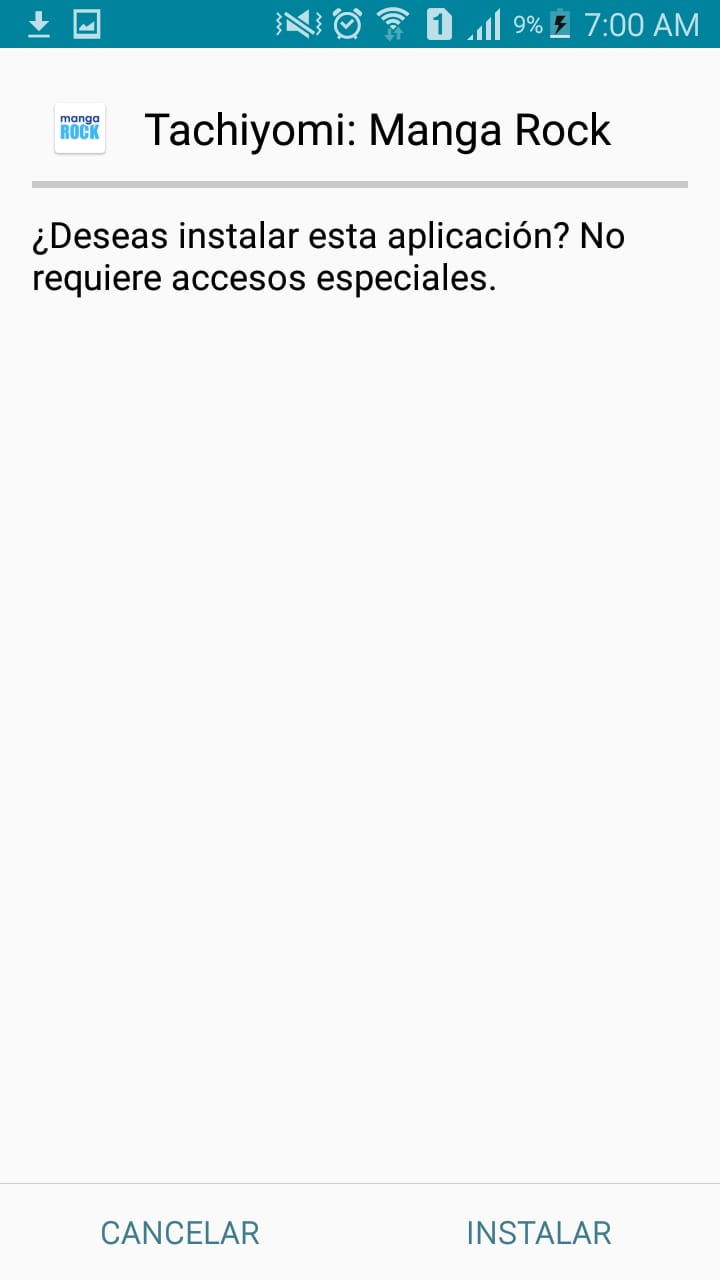 1 9% 7:00 AM
manga
ROCK
Tachiyomi: Manga Rock
¿Deseas instalar esta aplicación? No
requiere accesos especiales.
CANCELAR INSTALAR